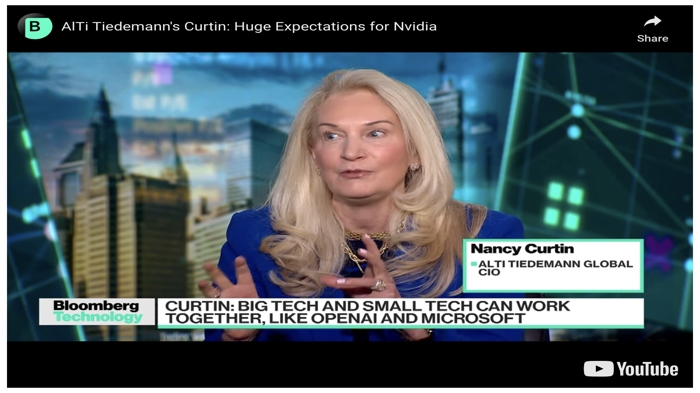 B
AlTi Tiedemann's Curtin: Huge Expectations for Nvidia
Share
Nancy Curtin
ALTI TIEDEMANN GLOBAL
CIO
Bloomberg
Technology
CURTIN: BIG TECH AND SMALL TECH CAN WORK
TOGETHER, LIKE OPENAI AND MICROSOFT
YouTube